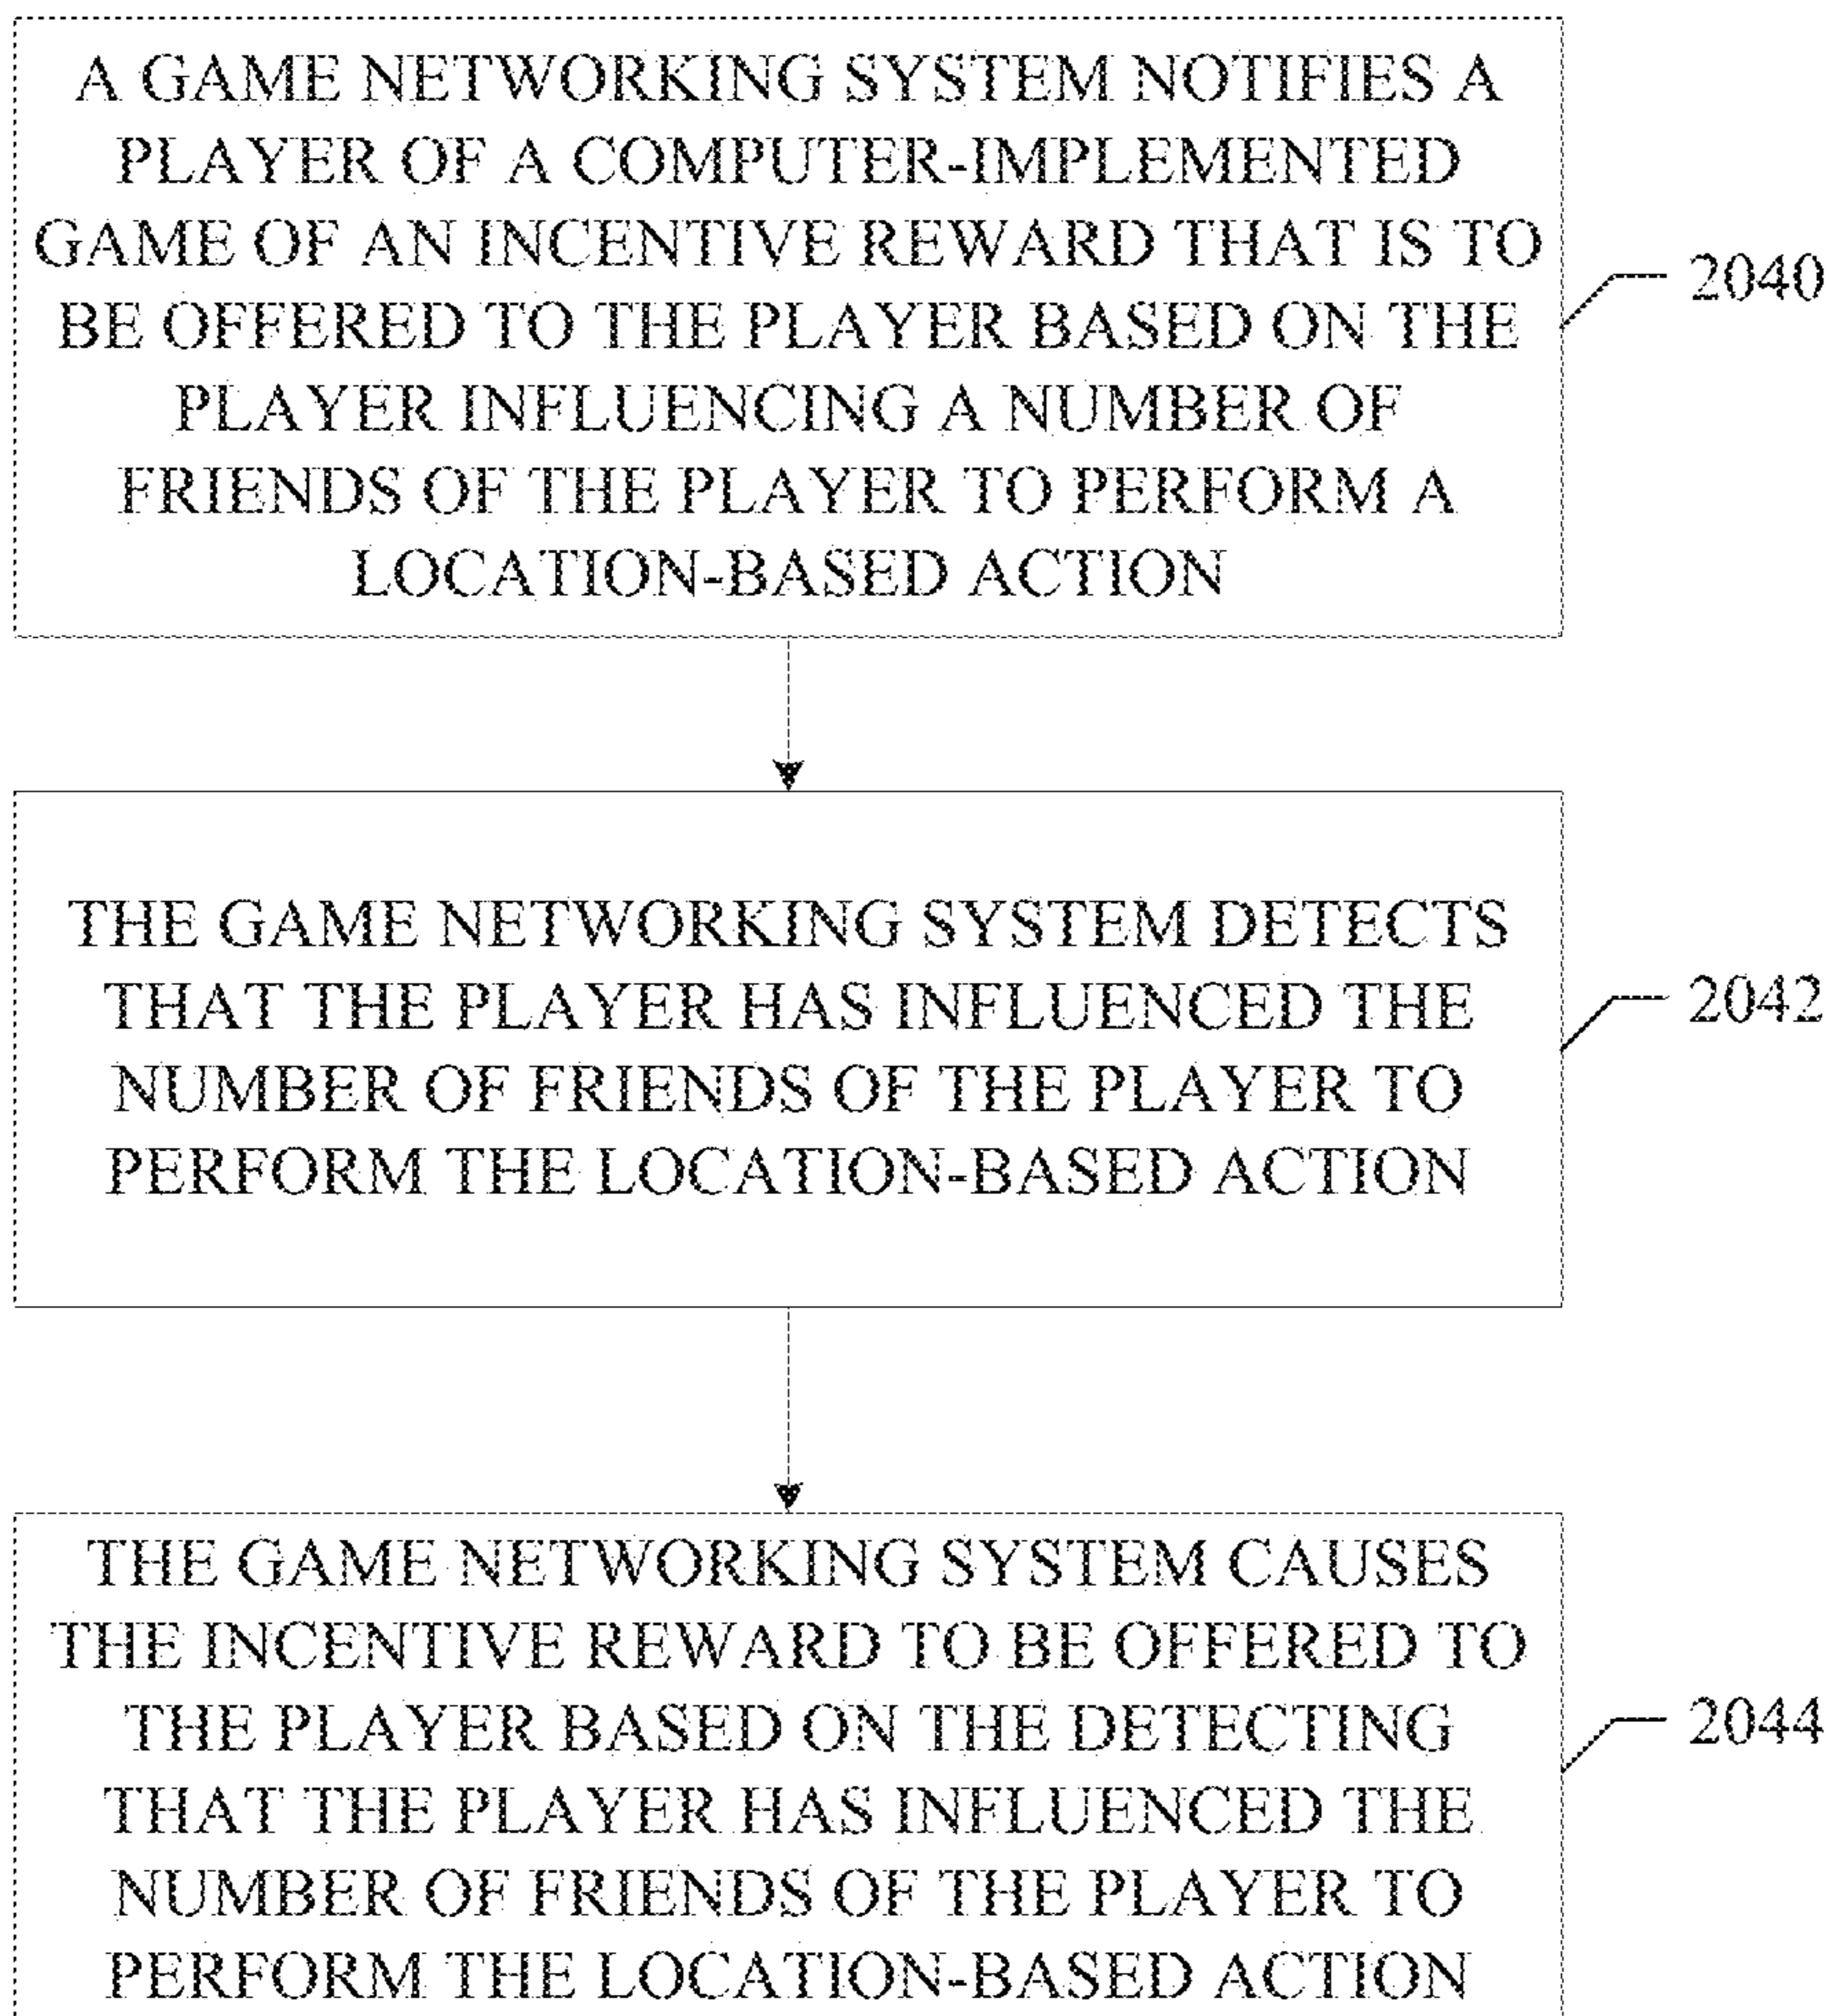 A GAME NETWORKING SYSTEM NOTIFIES A
PLAYER OF A COMPUTER-IMPLEMENTED
GAME OF AN INCENTIVE REWARD THAT IS TO
BE OFFERED TO THE PLAYER BASED ON THE
PLAYER INFLUENCING A NUMBER OF
FRIENDS OF THE PLAYER TO PERFORM A
LOCATION-BASED ACTION
2040
THE GAME NETWORKING SYSTEM DETECTS
THAT THE PLAYER HAS INFLUENCED THE
NUMBER OF FRIENDS OF THE PLAYER TO
PERFORM THE LOCATION-BASED ACTION
2042
THE GAME NETWORKING SYSTEM CAUSES
THE INCENTIVE REWARD TO BE OFFERED TO
THE PLAYER BASED ON THE DETECTING
THAT THE PLAYER HAS INFLUENCED THE
NUMBER OF FRIENDS OF THE PLAYER TO
PERFORM THE LOCATION-BASED ACTION
2044